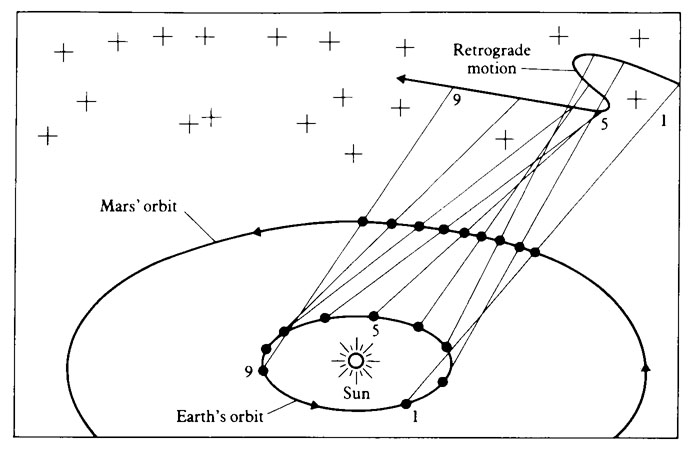 Retrograde
motion
9
5
1
Mars' orbit
5
9
Sun
Earth's orbit
1